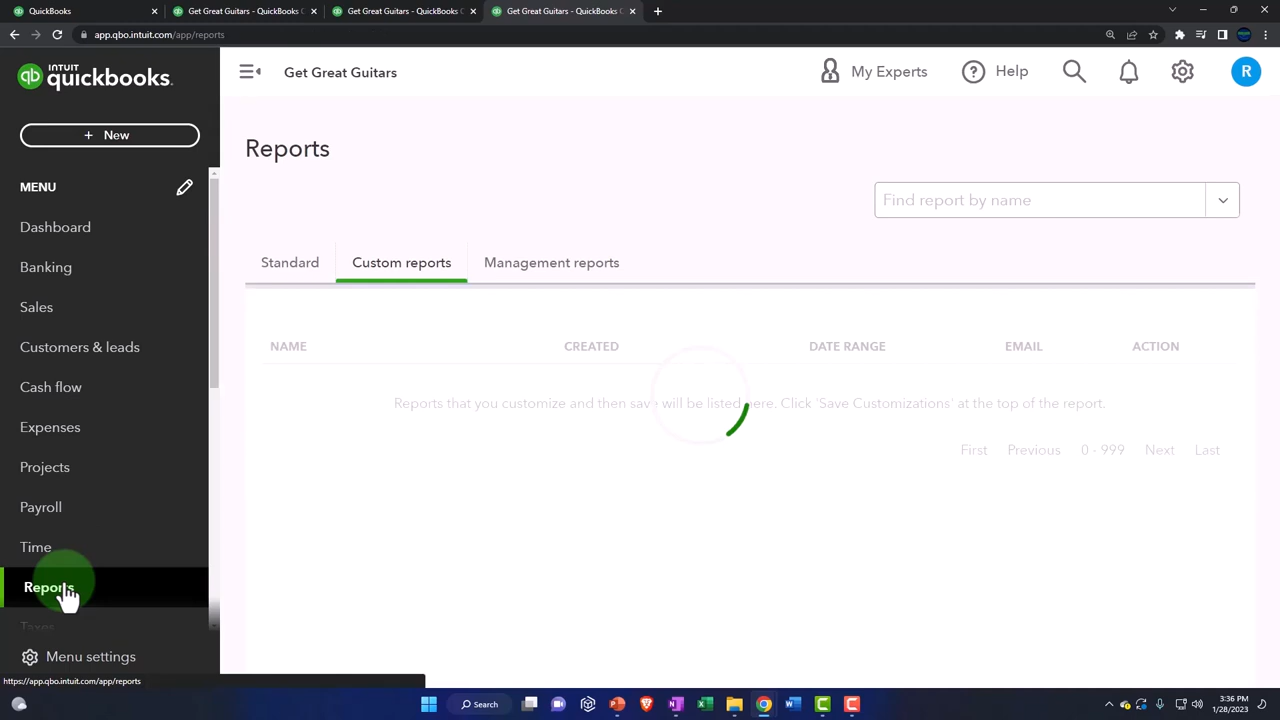 QuickBooks
QuickBooks Online - Get Great G
Get Great Guitars - QuickBooks C
Get Great Guitars - QuickBooks C
app.qbo.intuit.com/app/reports
INTUIT
quickbooks.
Get Great Guitars
My Experts
Help
R
+ New
Reports
MENU
Find report by name
Dashboard
Banking
Standard
Custom reports
Management reports
Sales
Customers & leads
NAME
CREATED
DATE RANGE
EMAIL
ACTION
Cash flow
Reports that you customize and then save will be listed here. Click 'Save Customizations' at the top of the report.
Expenses
First
Previous
0 - 999
Next
Last
Projects
Payroll
Time
Reports
Taxes
Menu settings
https://app.qbo.intuit.com/app/reports
Search
3:36 PM
1/28/2023